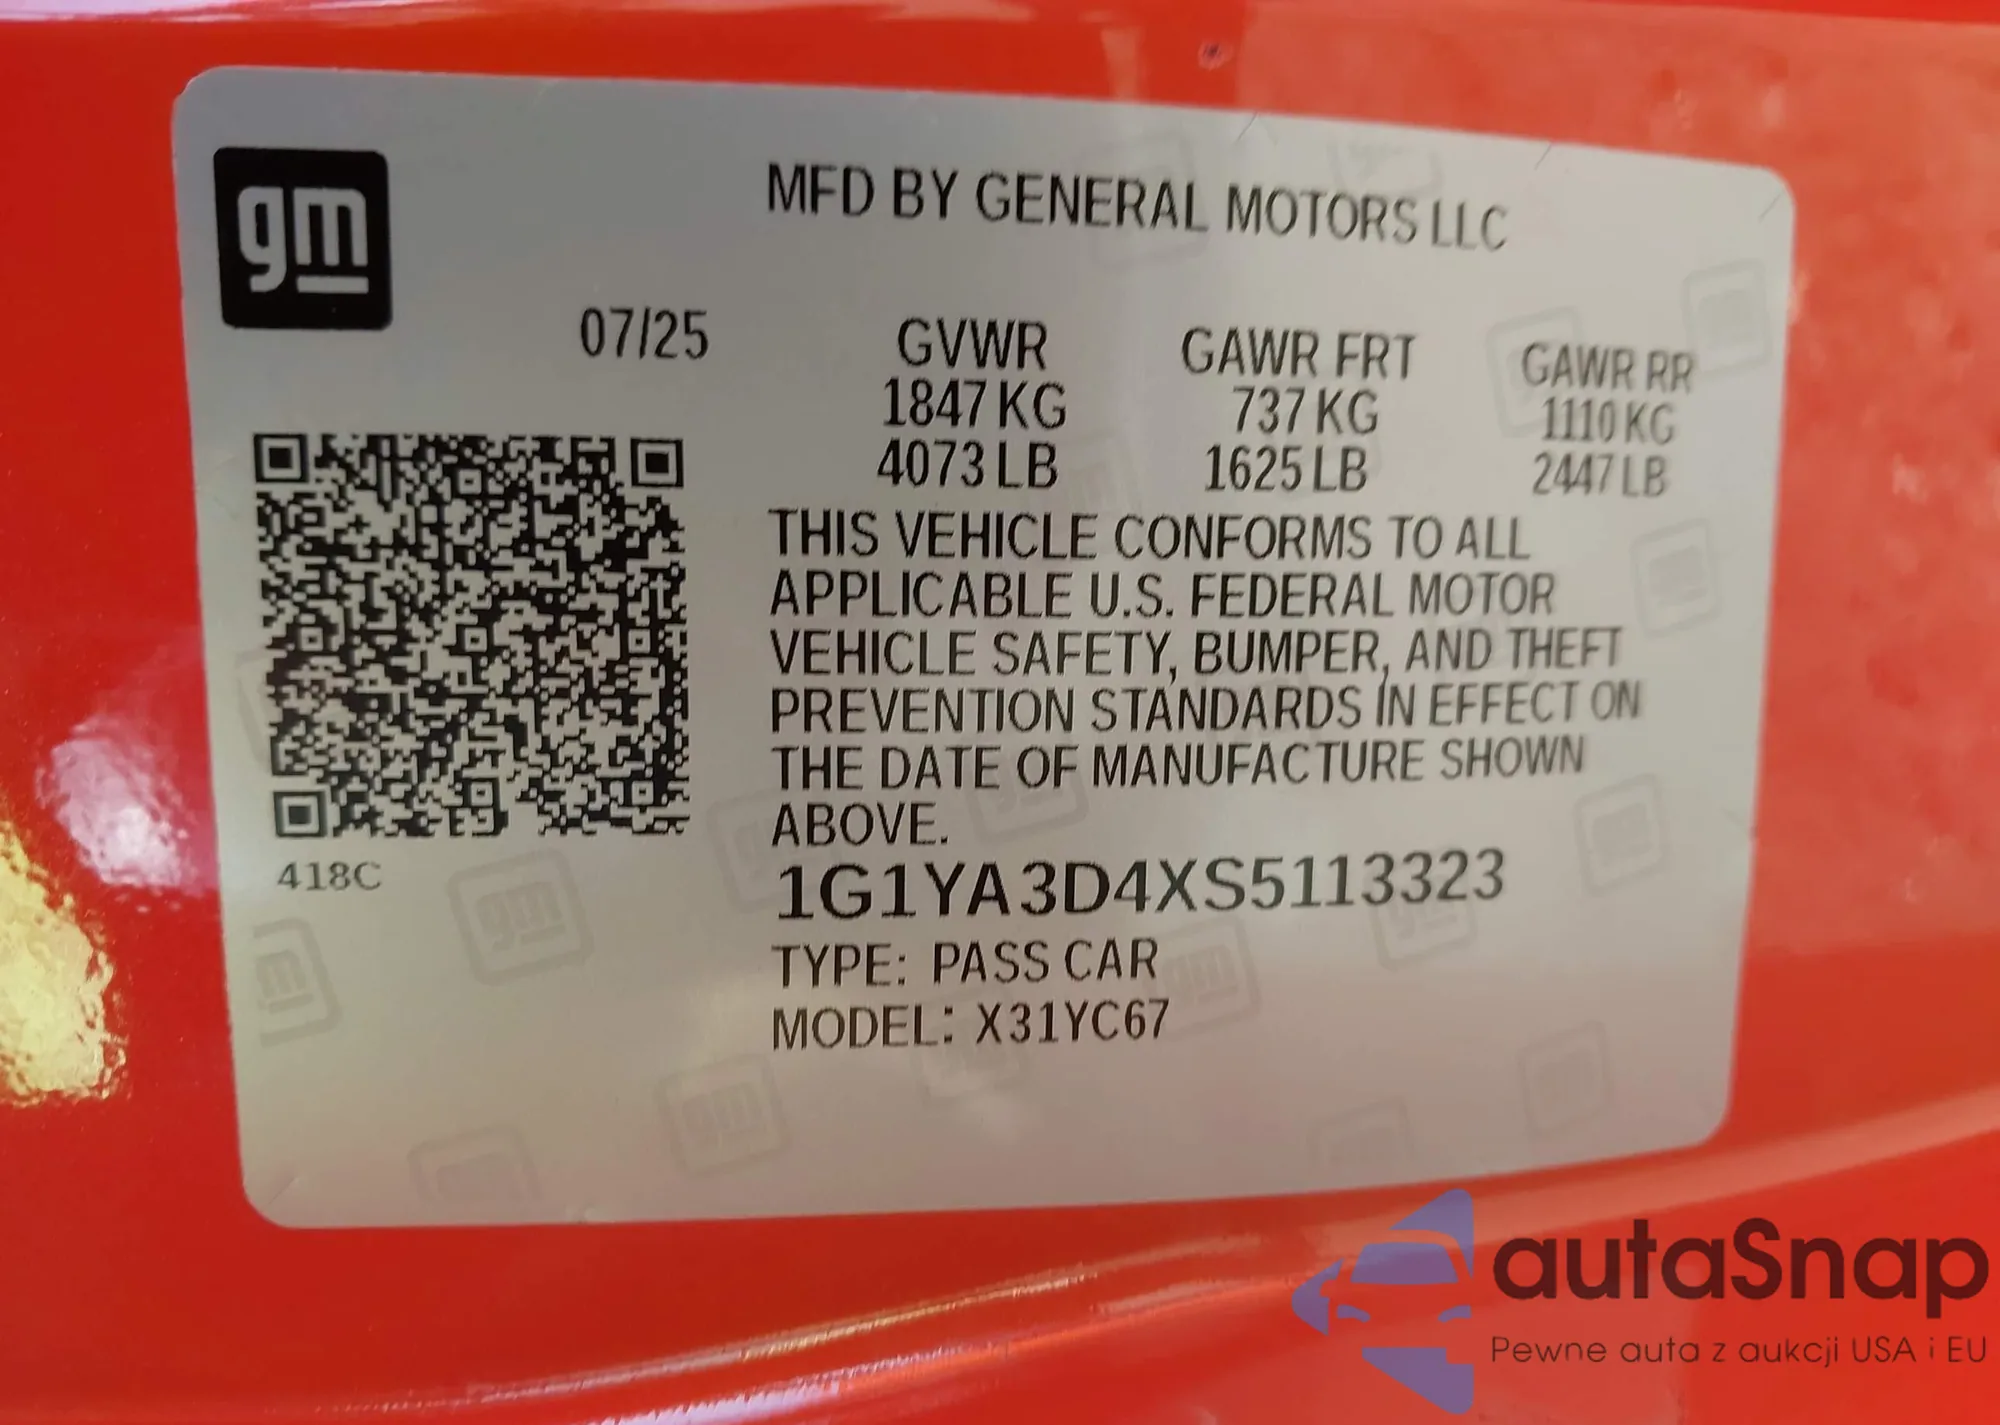 gm
MFD BY GENERAL MOTORS LLC
07/25
GVWR GAWR FRT GAWR RR
1847 KG 737 KG 1110 KG
4073 LB 1625 LB 2447 LB
THIS VEHICLE CONFORMS TO ALL
APPLICABLE U.S. FEDERAL MOTOR
VEHICLE SAFETY, BUMPER, AND THEFT
PREVENTION STANDARDS IN EFFECT ON
THE DATE OF MANUFACTURE SHOWN
ABOVE.
418C
1G1YA3D4XS5113323
TYPE: PASS CAR
MODEL: X31YC67
autaSnap
Pewne auta z aukcji USA i EU